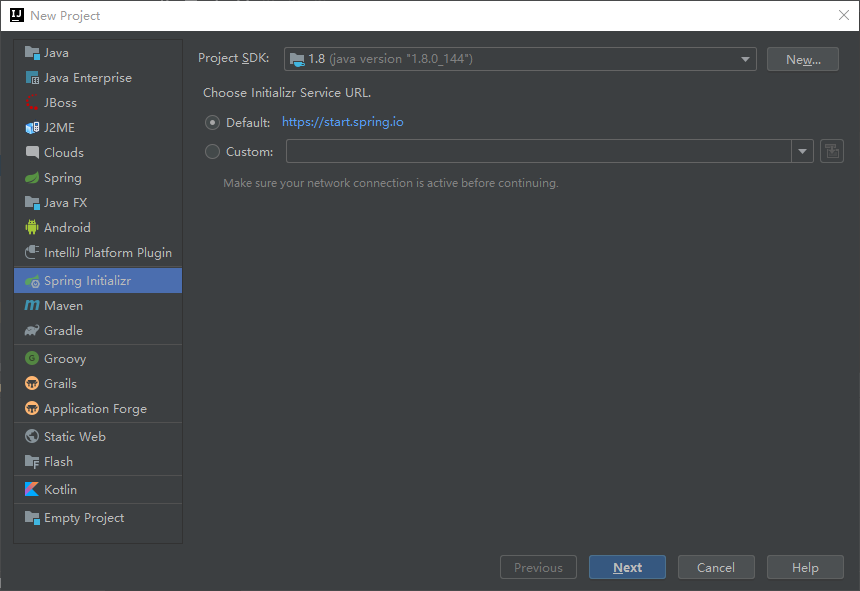 New Project
Java
Java Enterprise
JBoss
J2ME
Clouds
Spring
Java FX
Android
IntelliJ Platform Plugin
Spring Initializr
Maven
Gradle
Groovy
Grails
Application Forge
Static Web
Flash
Kotlin
Empty Project
Project SDK: 1.8 (java version "1.8.0_144") New...
Choose Initializr Service URL.
Default: https://start.spring.io
Custom:
Make sure your network connection is active before continuing.
Previous Next Cancel Help